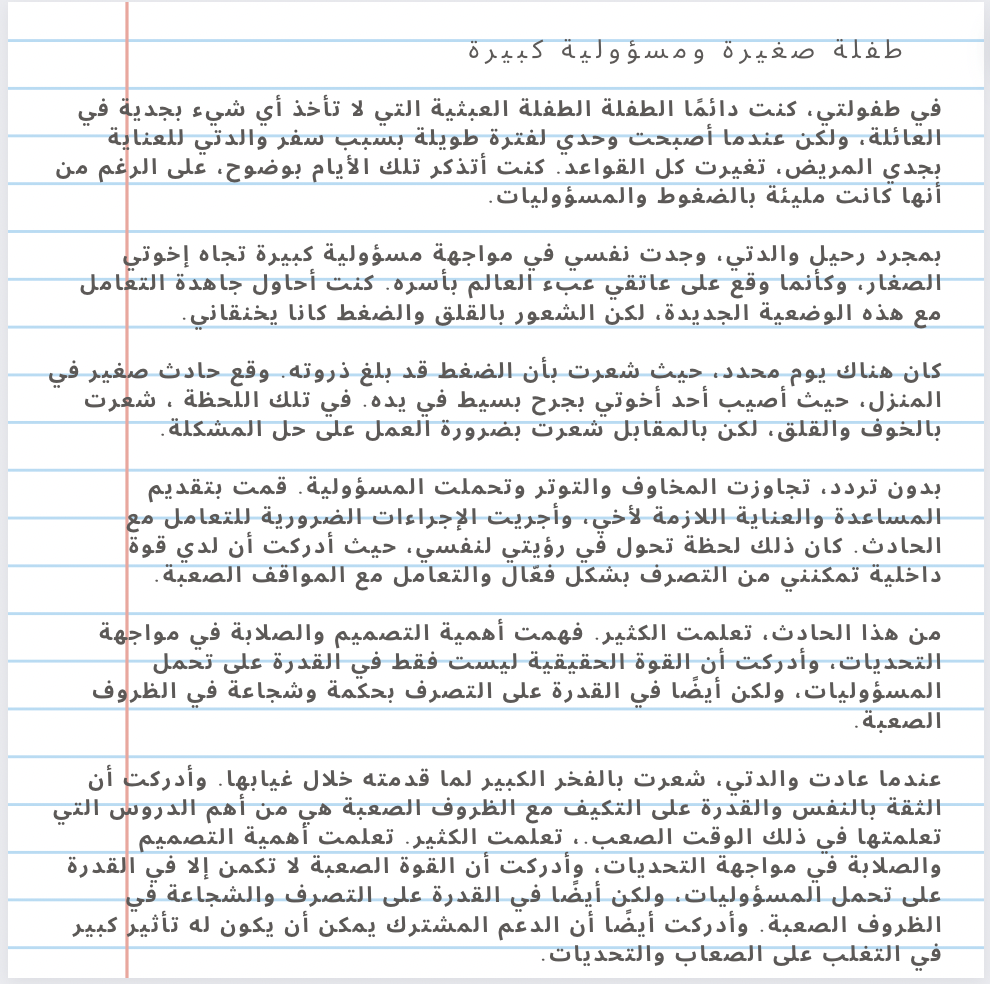 طفلة صغيرة ومسؤولية كبيرة
في طفولتي، كنت دائمًا الطفلة الطفلة العبثية التي لا تأخذ أي شيء بجدية في
العائلة، ولكن عندما أصبحت وحدي لفترة طويلة بسبب سفر والدتي للعناية
بجدي المريض، تغيرت كل القواعد. كنت أتذكر تلك الأيام بوضوح، على الرغم من
أنها كانت مليئة بالضغوط والمسؤوليات.
بمجرد رحيل والدتي، وجدت نفسي في مواجهة مسؤولية كبيرة تجاه إخوتي
الصغار، وكأنما وقع على عاتقي عبء العالم بأسره. كنت أحاول جاهدة التعامل
مع هذه الوضعية الجديدة، لكن الشعور بالقلق والضغط كانا يخنقاني.
كان هناك يوم محدد، حيث شعرت بأن الضغط قد بلغ ذروته. وقع حادث صغير في
المنزل، حيث أصيب أحد أخوتي بجرح بسيط في يده. في تلك اللحظة ، شعرت
بالخوف والقلق، لكن بالمقابل شعرت بضرورة العمل على حل المشكلة.
بدون تردد، تجاوزت المخاوف والتوتر وتحملت المسؤولية. قمت بتقديم
المساعدة والعناية اللازمة لأخي، وأجريت الإجراءات الضرورية للتعامل مع
الحادث. كان ذلك لحظة تحول في رؤيتي لنفسي، حيث أدركت أن لدي قوة
داخلية تمكنني من التصرف بشكل فعّال والتعامل مع المواقف الصعبة.
من هذا الحادث، تعلمت الكثير. فهمت أهمية التصميم والصلابة في مواجهة
التحديات، وأدركت أن القوة الحقيقية ليست فقط في القدرة على تحمل
المسؤوليات، ولكن أيضًا في القدرة على التصرف بحكمة وشجاعة في الظروف
الصعبة.
عندما عادت والدتي، شعرت بالفخر الكبير لما قدمته خلال غيابها. وأدركت أن
الثقة بالنفس والقدرة على التكيف مع الظروف الصعبة هي من أهم الدروس التي
تعلمتها في ذلك الوقت الصعب.، تعلمت الكثير. تعلمت أهمية التصميم
والصلابة في مواجهة التحديات، وأدركت أن القوة الصعبة لا تكمن إلا في القدرة
على تحمل المسؤوليات، ولكن أيضًا في القدرة على التصرف والشجاعة في
الظروف الصعبة. وأدركت أيضًا أن الدعم المشترك يمكن أن يكون له تأثير كبير
في التغلب على الصعاب والتحديات.